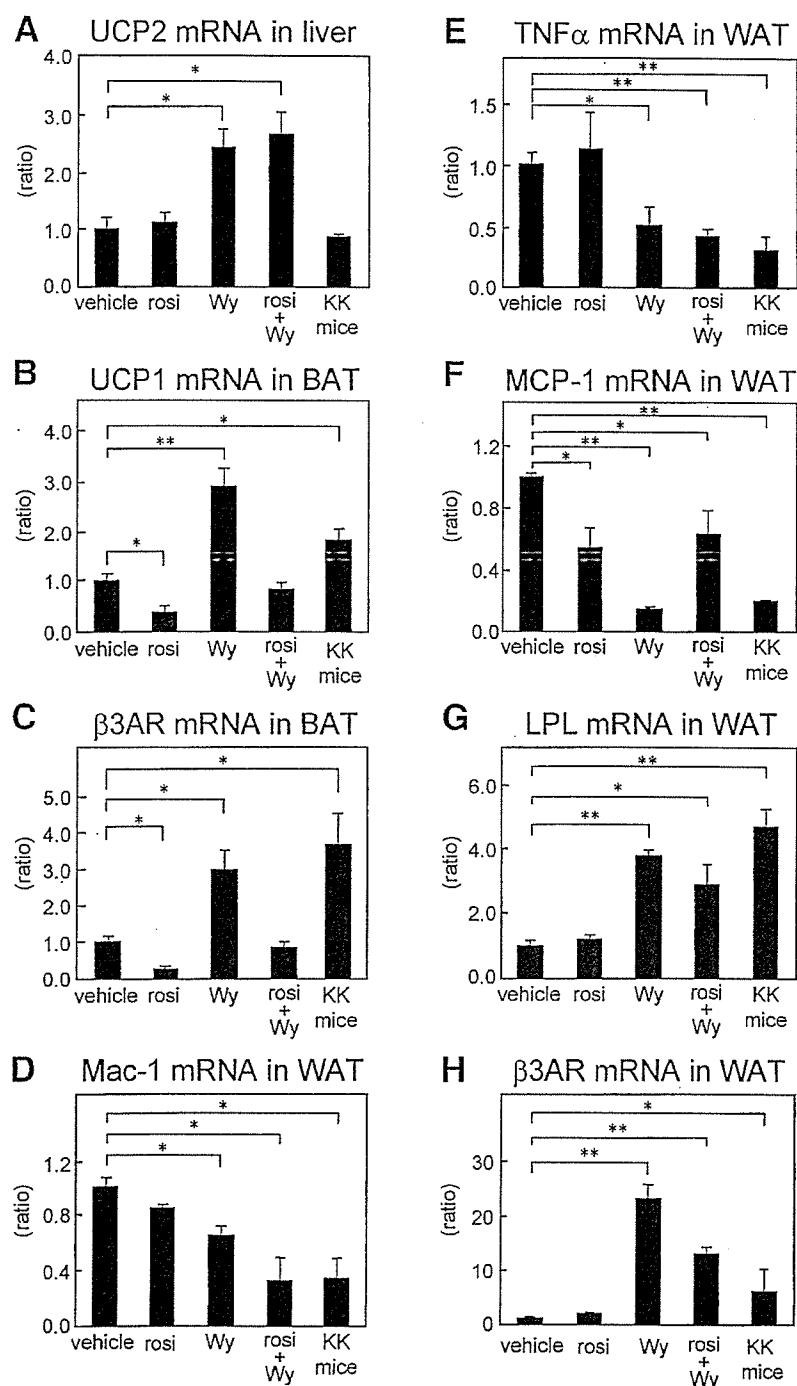 A UCP2 mRNA in liver
4.0
3.0
2.0
1.0
0.0
(ratio)
*
*
vehicle rosi Wy rosi + Wy KK mice
B UCP1 mRNA in BAT
4.0
3.0
2.0
1.0
0.0
(ratio)
*
**
*
vehicle rosi Wy rosi + Wy KK mice
C β3AR mRNA in BAT
5.0
4.0
3.0
2.0
1.0
0.0
(ratio)
*
*
*
vehicle rosi Wy rosi + Wy KK mice
D Mac-1 mRNA in WAT
1.2
0.8
0.4
0.0
(ratio)
*
*
*
vehicle rosi Wy rosi + Wy KK mice
E TNFα mRNA in WAT
1.5
1.0
0.5
0.0
(ratio)
**
**
*
vehicle rosi Wy rosi + Wy KK mice
F MCP-1 mRNA in WAT
1.2
0.8
0.4
0.0
(ratio)
**
*
**
*
vehicle rosi Wy rosi + Wy KK mice
G LPL mRNA in WAT
6.0
4.0
2.0
0.0
(ratio)
**
*
**
vehicle rosi Wy rosi + Wy KK mice
H β3AR mRNA in WAT
30
20
10
0
(ratio)
*
**
**
vehicle rosi Wy rosi + Wy KK mice